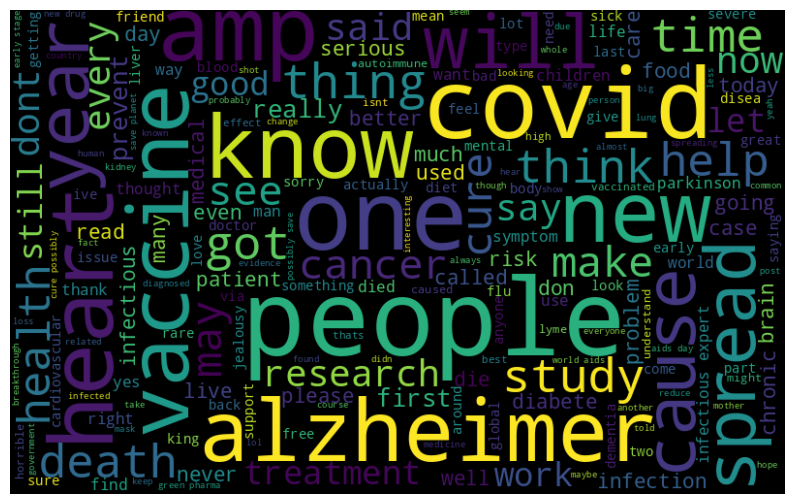 friend
early stage
getting
day
new drug
mean
seem
due
sick
severe
amp
said
will
lot
need
care
life
time
serious
type
whole
last
now
every
prevent
way
blood
shot
autoimmune
want
bad
looking
children
less
yeah
dont
heart
year
country
liver
good
thing
covid
food
today
disea
probably
isnt
age
person
big
lung
let
really
better
feel
give
save planet
effect
change
know
much
used
mental
high
almost
spreading
great
human
known
kidney
medical
sorry
actually
diet
body
show
hear
though
vaccinated
parkinson
common
help
think
cure
still
ive
thought
see
vaccine
one
interesting
say
new
going
read
many
even
doctor
man
symptom
early
saying
fact
issue
love
evidence
possibly save
got
cancer
make
case
world
post
health
thank
cure possibly
infectious
patient
risk
don
look
always
called
something
died
caused
via
flu
use
problem
brain
diagnosed
may
rare
jealousy
people
anyone
lyme
everyone
understand
expert
chronic
cause
spread
loss
cardiovascular
related
thats
found
didn
best
world aids
aids day
breakthrough
yes
research
study
part
might
infected
live
please
first
die
diabete
come
reduce
take
right
back
support
course
around
global
dementia
another
told
mother
horrible
government
mask
king
free
lol
alzheimer
medicine
two
infectious
death
never
treatment
well
work
infection
maybe
hope
sure
find
keep
green pharma